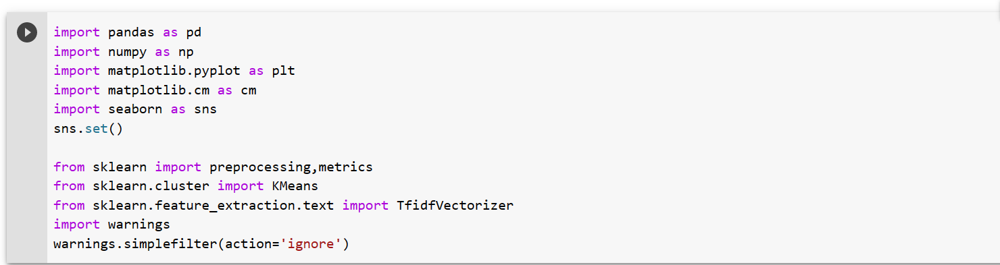 import pandas as pd
import numpy as np
import matplotlib.pyplot as plt
import matplotlib.cm as cm
import seaborn as sns
sns.set()
from sklearn import preprocessing,metrics
from sklearn.cluster import KMeans
from sklearn.feature_extraction.text import TfidfVectorizer
import warnings
warnings.simplefilter(action='ignore')